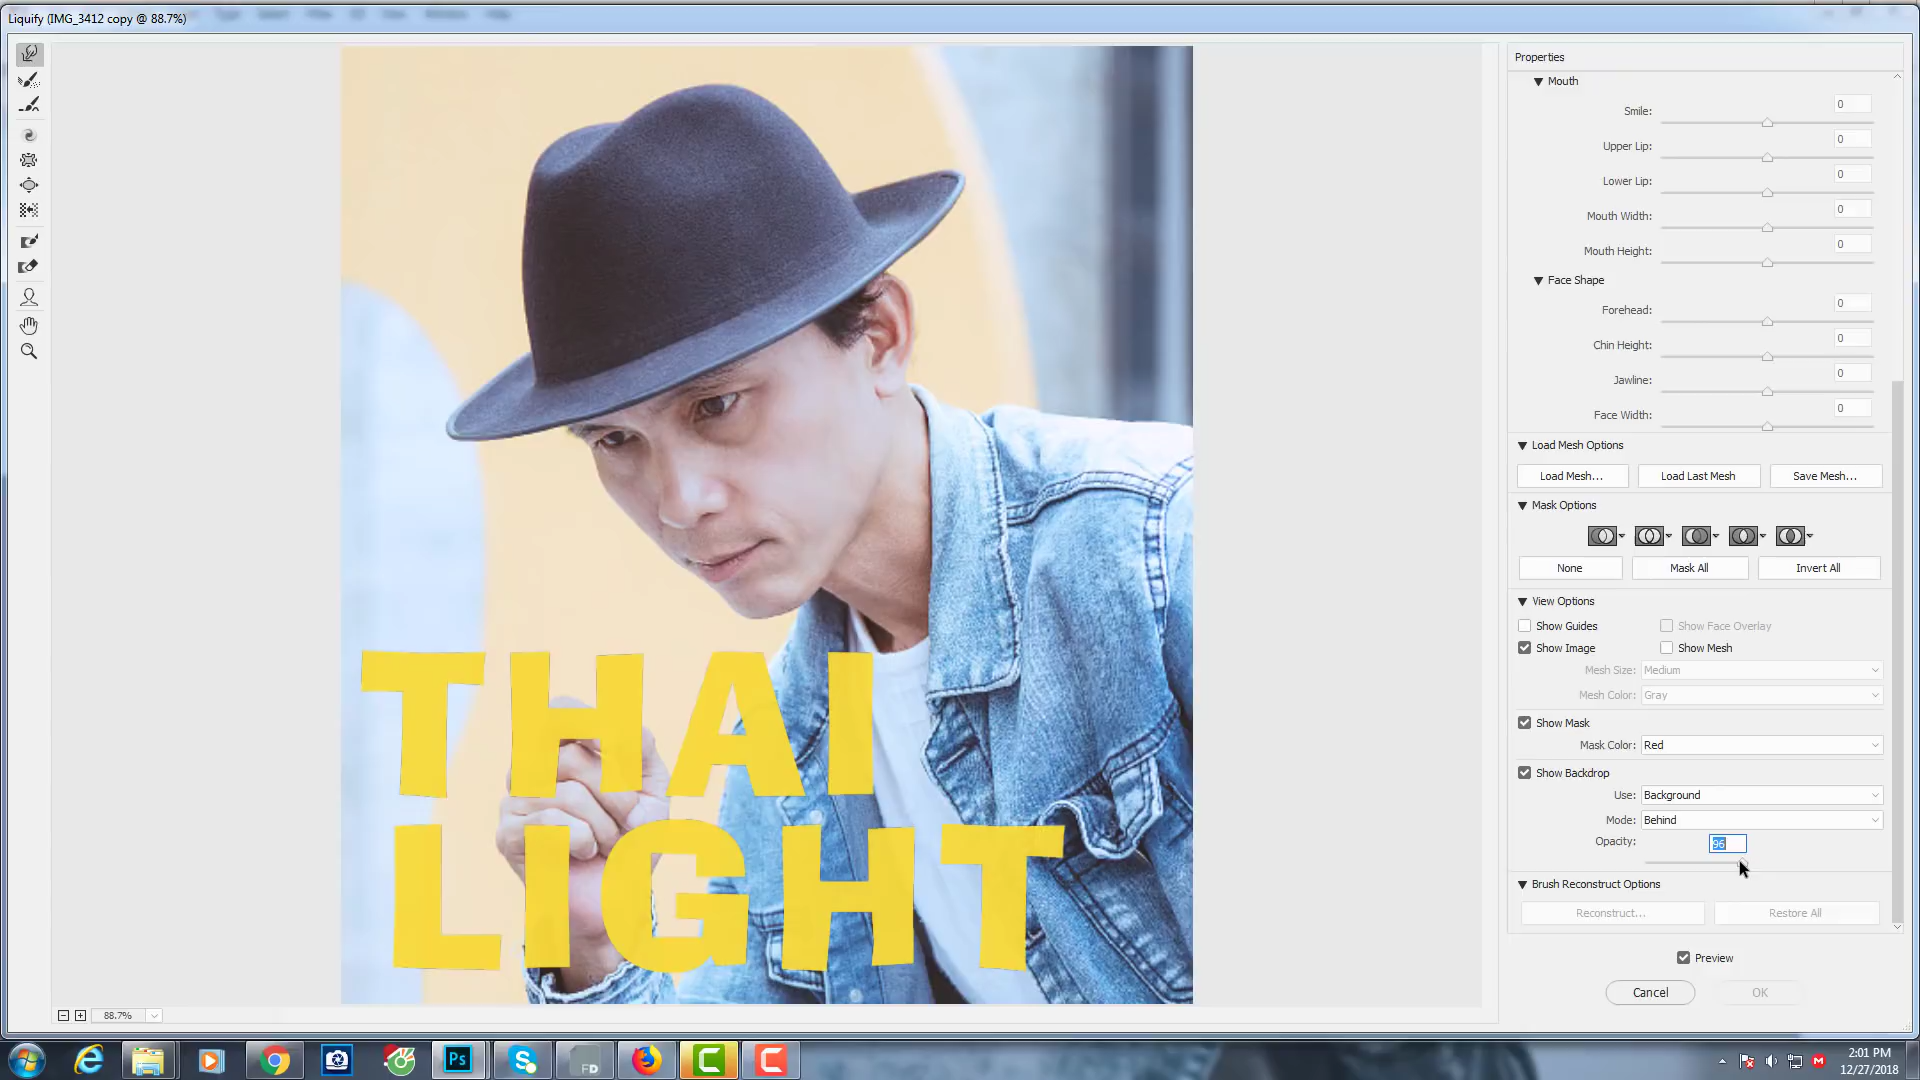 Liquify (IMG_3412 copy @ 88.7%)
Properties
Mouth
Smile: 0
Upper Lip: 0
Lower Lip: 0
Mouth Width: 0
Mouth Height: 0
Face Shape
Forehead: 0
Chin Height: 0
Jawline: 0
Face Width: 0
Load Mesh Options
Load Mesh... Load Last Mesh Save Mesh...
Mask Options
None Mask All Invert All
View Options
Show Guides Show Face Overlay
Show Image Show Mesh
Mesh Size: Medium
Mesh Color: Gray
Show Mask
Mask Color: Red
Show Backdrop
Use: Background
Mode: Behind
Opacity: 96
Brush Reconstruct Options
Reconstruct... Restore All
Preview
Cancel OK
THAI
LIGHT
88.7%
Ps
FD
2:01 PM
12/27/2018